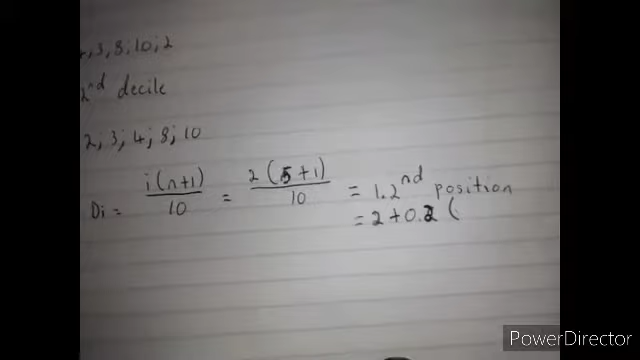 ,3,8,10,2
2nd decile
2; 3; 4; 8; 10
Di = i(n+1)/10 = 2(5+1)/10 = 1.2nd position
= 2+0.2(
PowerDirector